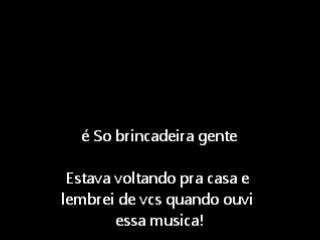 é So brincadeira gente
Estava voltando pra casa e
lembrei de vcs quando ouvi
essa musica!